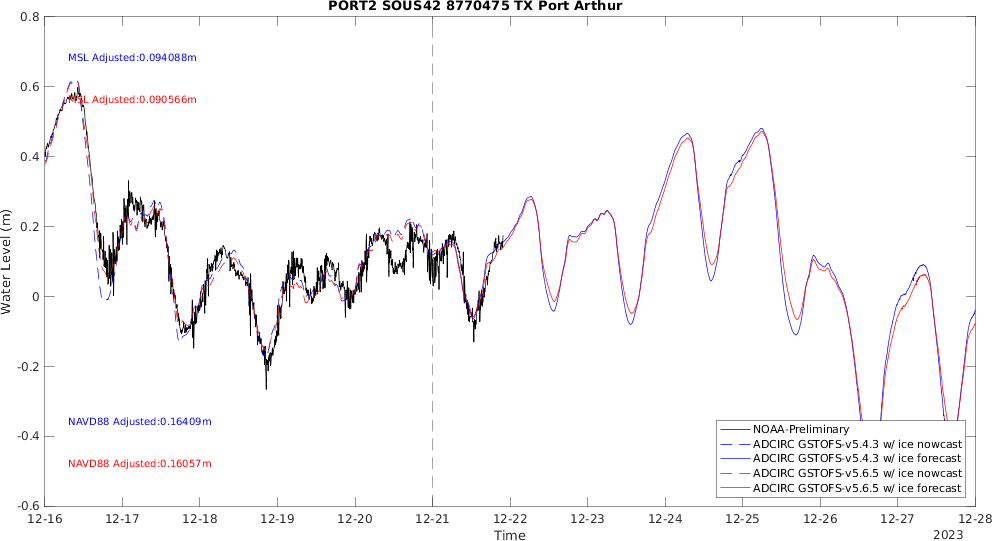 PORT2 SOUS42 8770475 TX Port Arthur
0.8
0.6
0.4
0.2
0
-0.2
-0.4
-0.6
Water Level (m)
MSL Adjusted:0.094088m
MSL Adjusted:0.090566m
NAVD88 Adjusted:0.16409m
NAVD88 Adjusted:0.16057m
NOAA-Preliminary
ADCIRC GSTOFS-v5.4.3 w/ ice nowcast
ADCIRC GSTOFS-v5.4.3 w/ ice forecast
ADCIRC GSTOFS-v5.6.5 w/ ice nowcast
ADCIRC GSTOFS-v5.6.5 w/ ice forecast
12-16 12-17 12-18 12-19 12-20 12-21 12-22 12-23 12-24 12-25 12-26 12-27 12-28
Time
2023